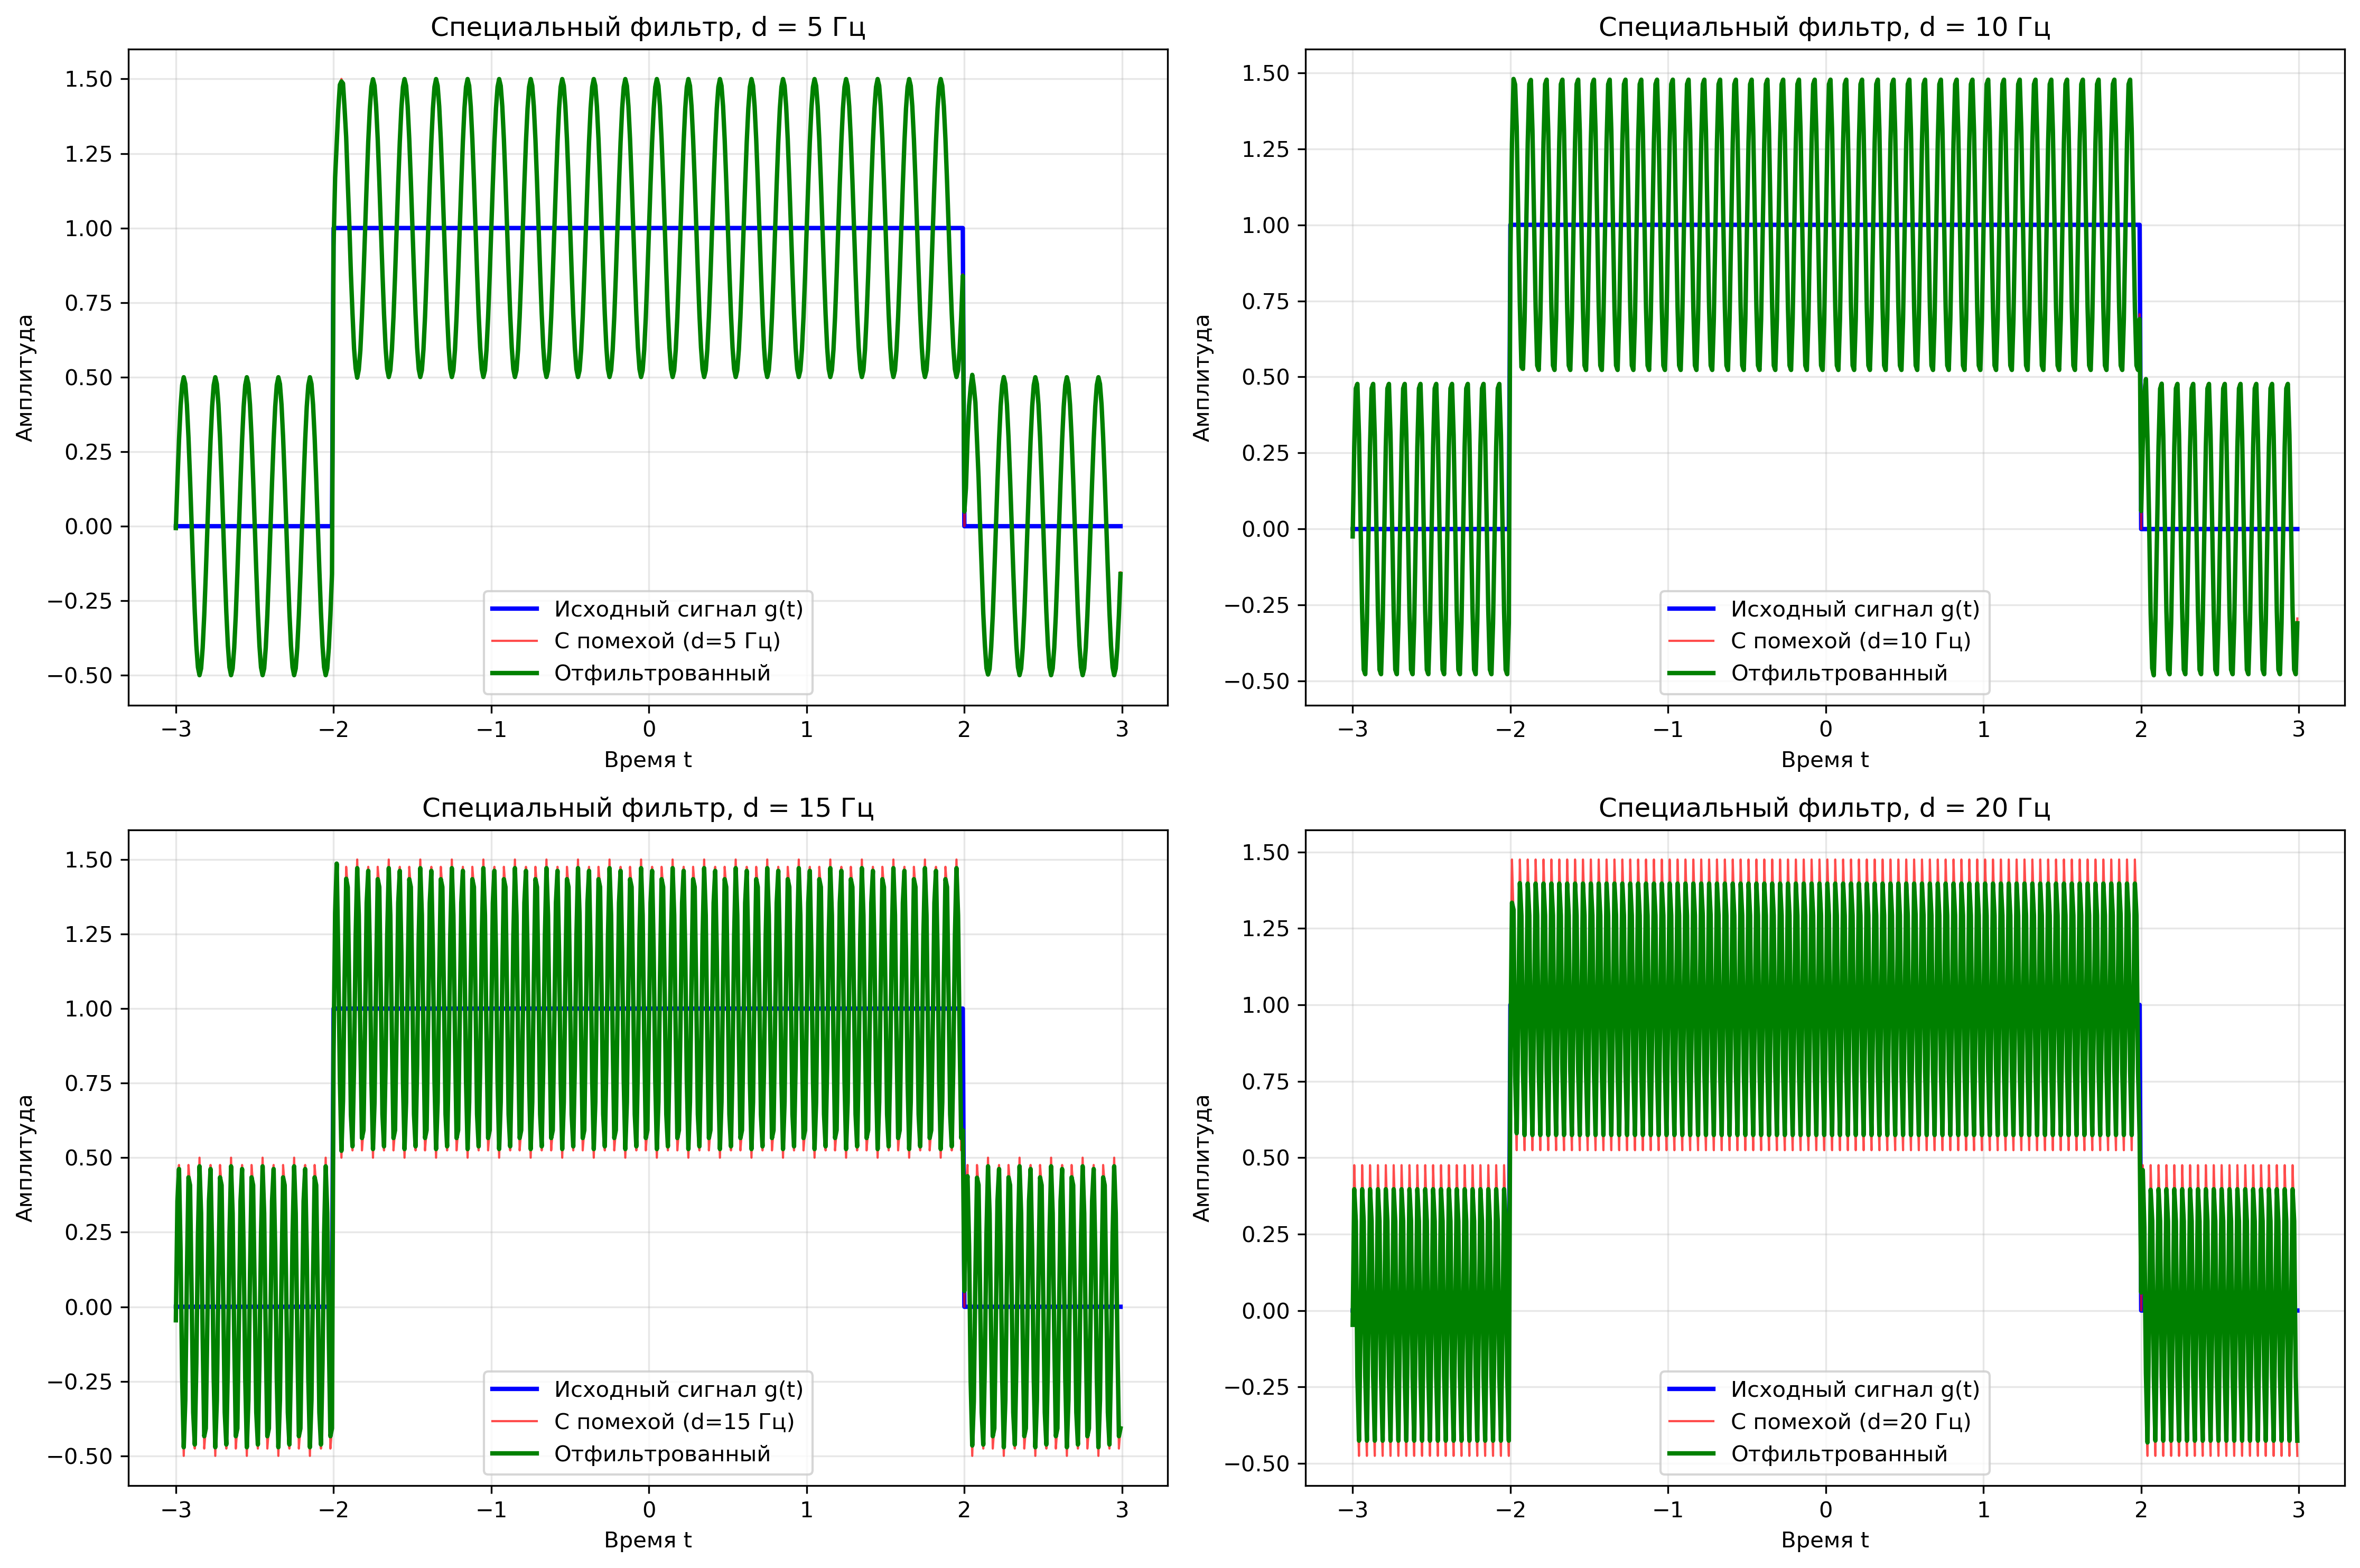 Специальный фильтр, d = 5 Гц
1.50
1.25
1.00
0.75
0.50
0.25
0.00
−0.25
−0.50
Амплитуда
Исходный сигнал g(t)
С помехой (d=5 Гц)
Отфильтрованный
−3 −2 −1 0 1 2 3
Время t
Специальный фильтр, d = 10 Гц
1.50
1.25
1.00
0.75
0.50
0.25
0.00
−0.25
−0.50
Амплитуда
Исходный сигнал g(t)
С помехой (d=10 Гц)
Отфильтрованный
−3 −2 −1 0 1 2 3
Время t
Специальный фильтр, d = 15 Гц
1.50
1.25
1.00
0.75
0.50
0.25
0.00
−0.25
−0.50
Амплитуда
Исходный сигнал g(t)
С помехой (d=15 Гц)
Отфильтрованный
−3 −2 −1 0 1 2 3
Время t
Специальный фильтр, d = 20 Гц
1.50
1.25
1.00
0.75
0.50
0.25
0.00
−0.25
−0.50
Амплитуда
Исходный сигнал g(t)
С помехой (d=20 Гц)
Отфильтрованный
−3 −2 −1 0 1 2 3
Время t